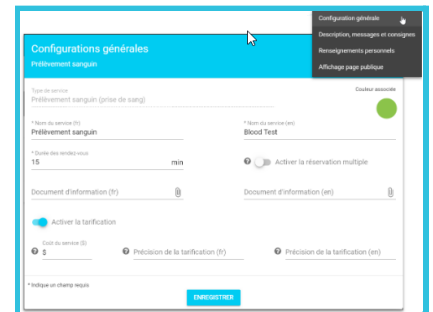 Configuration générale
Description, messages et consignes
Renseignements personnels
Affichage page publique
Configurations générales
Prélèvement sanguin
Type de service
Prélèvement sanguin (prise de sang)
Couleur associée
* Nom du service (fr)
Prélèvement sanguin
* Nom du service (en)
Blood Test
* Durée des rendez-vous
15 min
Activer la réservation multiple
Document d'information (fr)
Document d'information (en)
Activer la tarification
Coût du service ($)
$
Précision de la tarification (fr)
Précision de la tarification (en)
* Indique un champ requis
ENREGISTRER